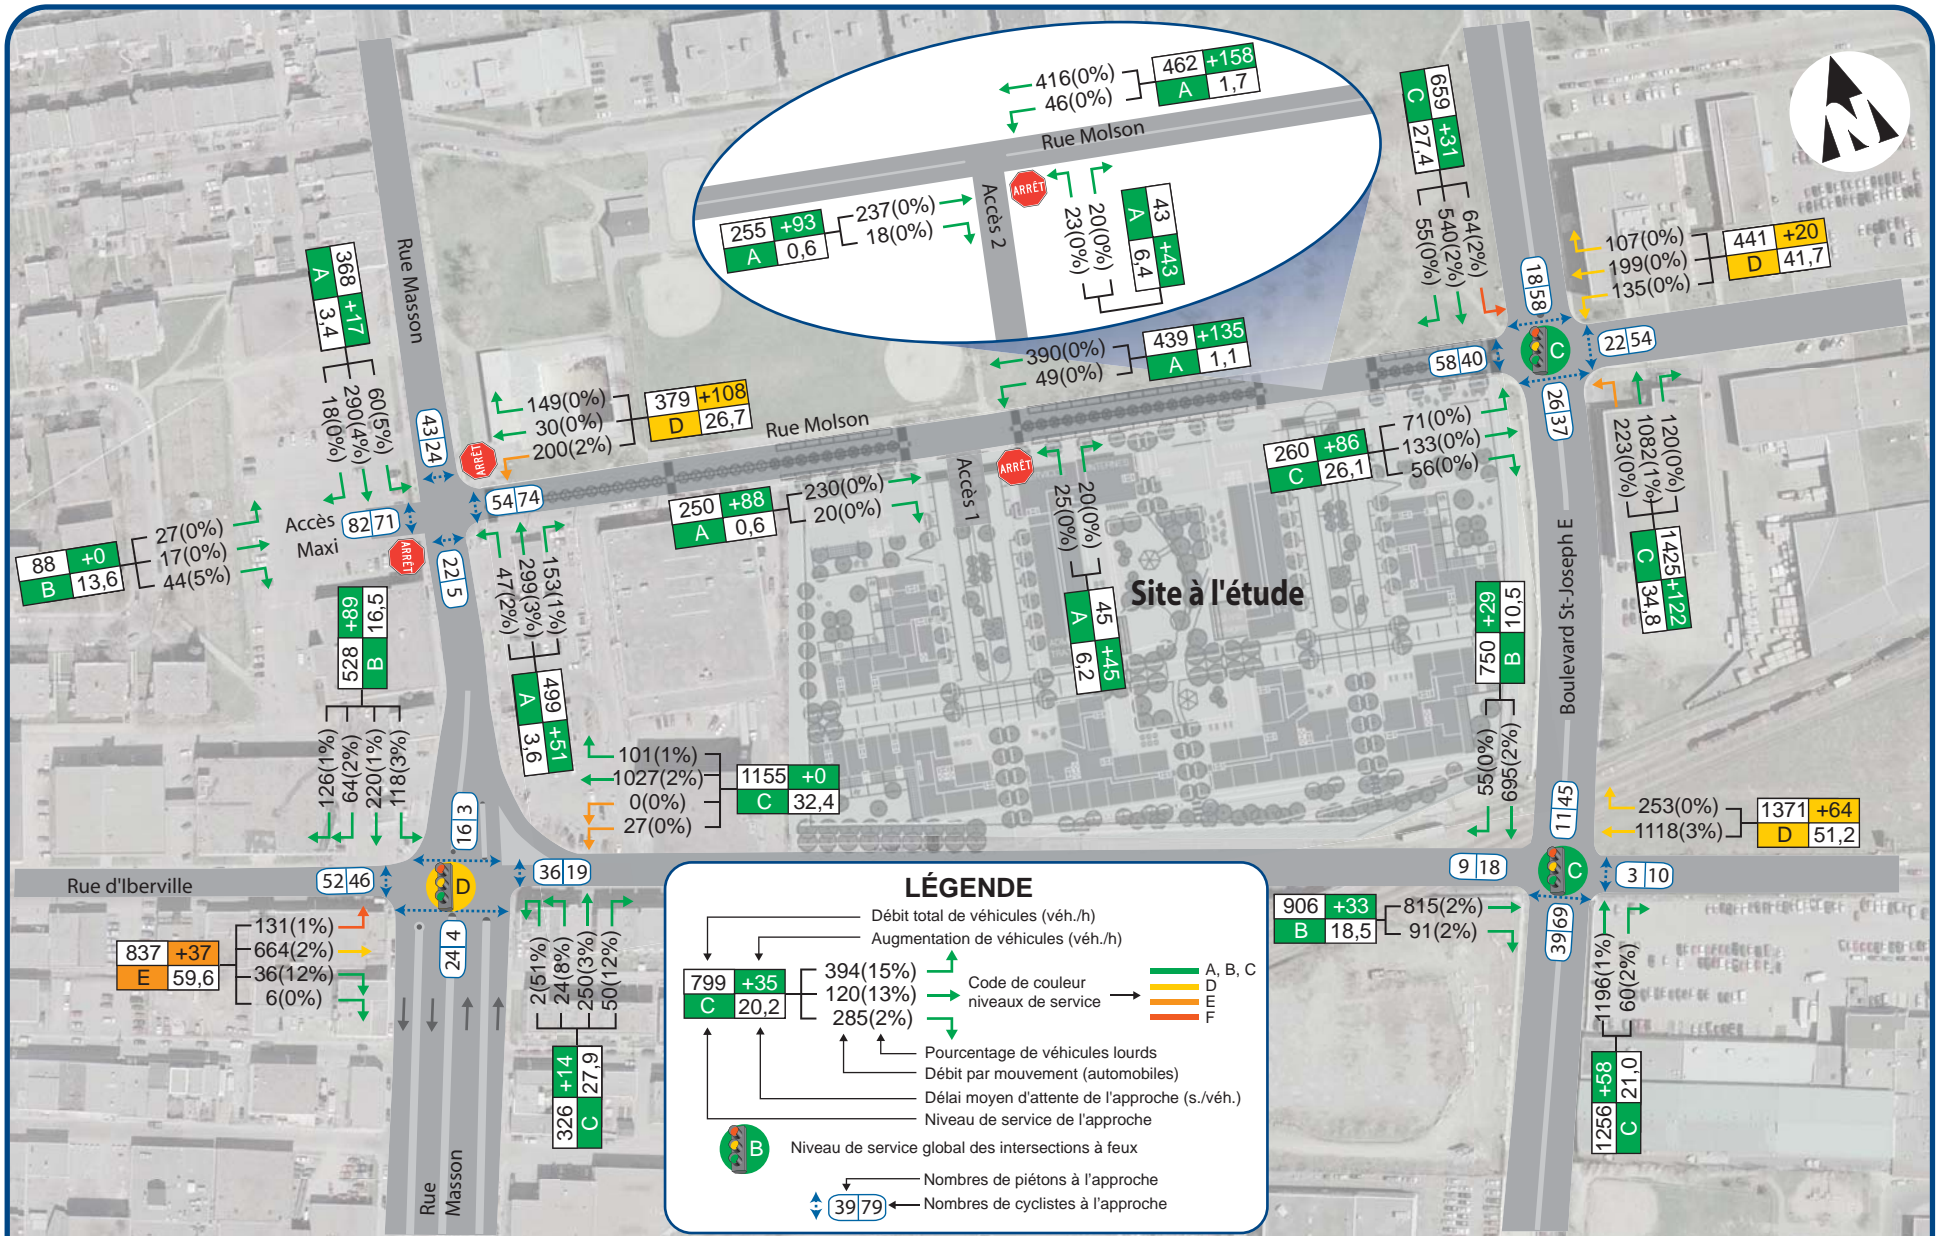 416(0%)
46(0%)
462 +158
A 1,7
Rue Molson
Accès 2
ARRÊT
255 +93
A 0,6
237(0%)
18(0%)
23(0%)
20(0%)
43 +43
A 6,4
659 +31
C 27,4
55(0%)
540(2%)
64(2%)
18 58
107(0%)
199(0%)
135(0%)
441 +20
D 41,7
C
22 54
58 40
26 37
Rue Masson
368 +17
A 3,4
18(0%)
290(4%)
60(5%)
43 24
ARRÊT
149(0%)
30(0%)
200(2%)
379 +108
D 26,7
Rue Molson
390(0%)
49(0%)
439 +135
A 1,1
54 74
82 71
22 5
Accès
Maxi
ARRÊT
88 +0
B 13,6
27(0%)
17(0%)
44(5%)
250 +88
A 0,6
230(0%)
20(0%)
Accès 1
ARRÊT
25(0%)
20(0%)
45 +45
A 6,2
260 +86
C 26,1
71(0%)
133(0%)
56(0%)
223(0%)
1082(1%)
120(0%)
1425 +122
C 34,8
Site à l'étude
Boulevard St-Joseph E
47(2%)
299(3%)
153(1%)
499 +51
A 3,6
528 +89
B 16,5
126(1%)
64(2%)
220(1%)
118(3%)
16 3
101(1%)
1027(2%)
0(0%)
27(0%)
1155 +0
C 32,4
750 +29
B 10,5
55(0%)
695(2%)
11 45
253(0%)
1118(3%)
1371 +64
D 51,2
Rue d'Iberville
52 46
D
36 19
24 4
9 18
C
3 10
39 69
837 +37
E 59,6
131(1%)
664(2%)
36(12%)
6(0%)
2(51%)
24(8%)
250(3%)
50(12%)
326 +14
C 27,9
906 +33
B 18,5
815(2%)
91(2%)
1196(1%)
60(2%)
1256 +58
C 21,0
Rue
Masson
LÉGENDE
Débit total de véhicules (véh./h)
Augmentation de véhicules (véh./h)
799 +35
C 20,2
394(15%)
120(13%)
285(2%)
Code de couleur
niveaux de service
A, B, C
D
E
F
Pourcentage de véhicules lourds
Débit par mouvement (automobiles)
Délai moyen d'attente de l'approche (s./véh.)
Niveau de service de l'approche
B
Niveau de service global des intersections à feux
Nombres de piétons à l'approche
39 79
Nombres de cyclistes à l'approche